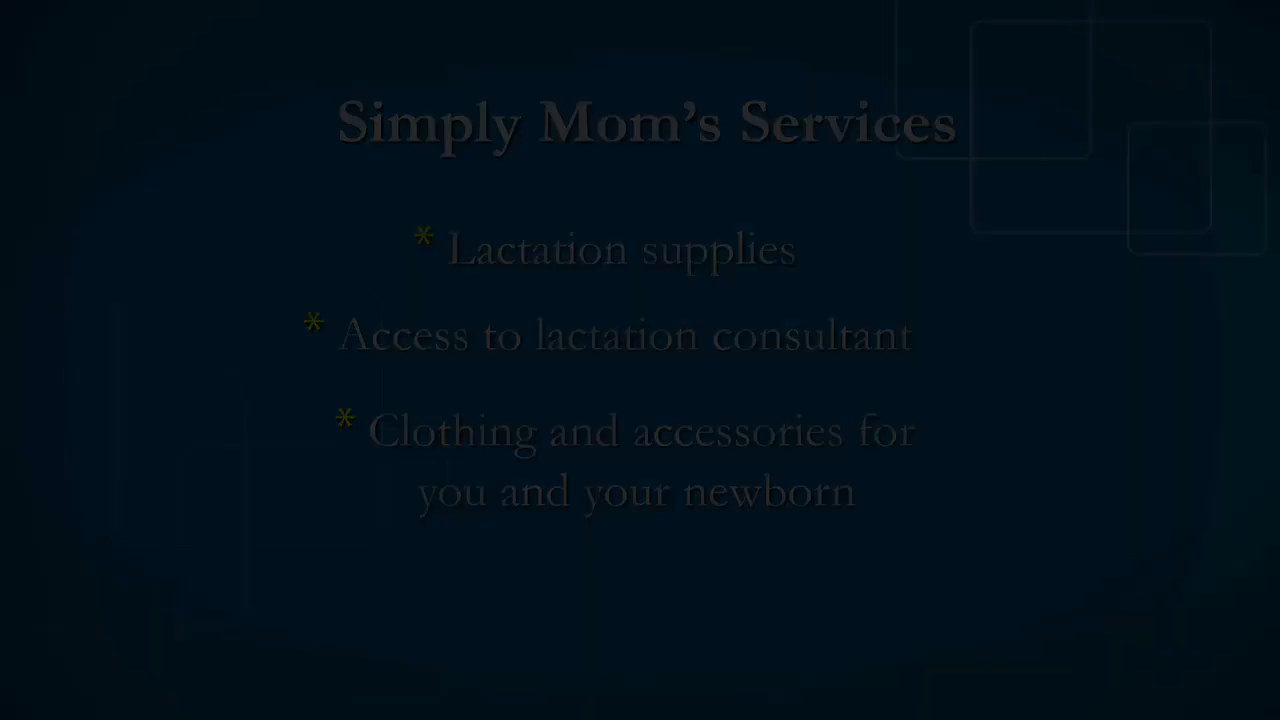 Simply Mom’s Services
* Lactation supplies
* Access to lactation consultant
* Clothing and accessories for
you and your newborn